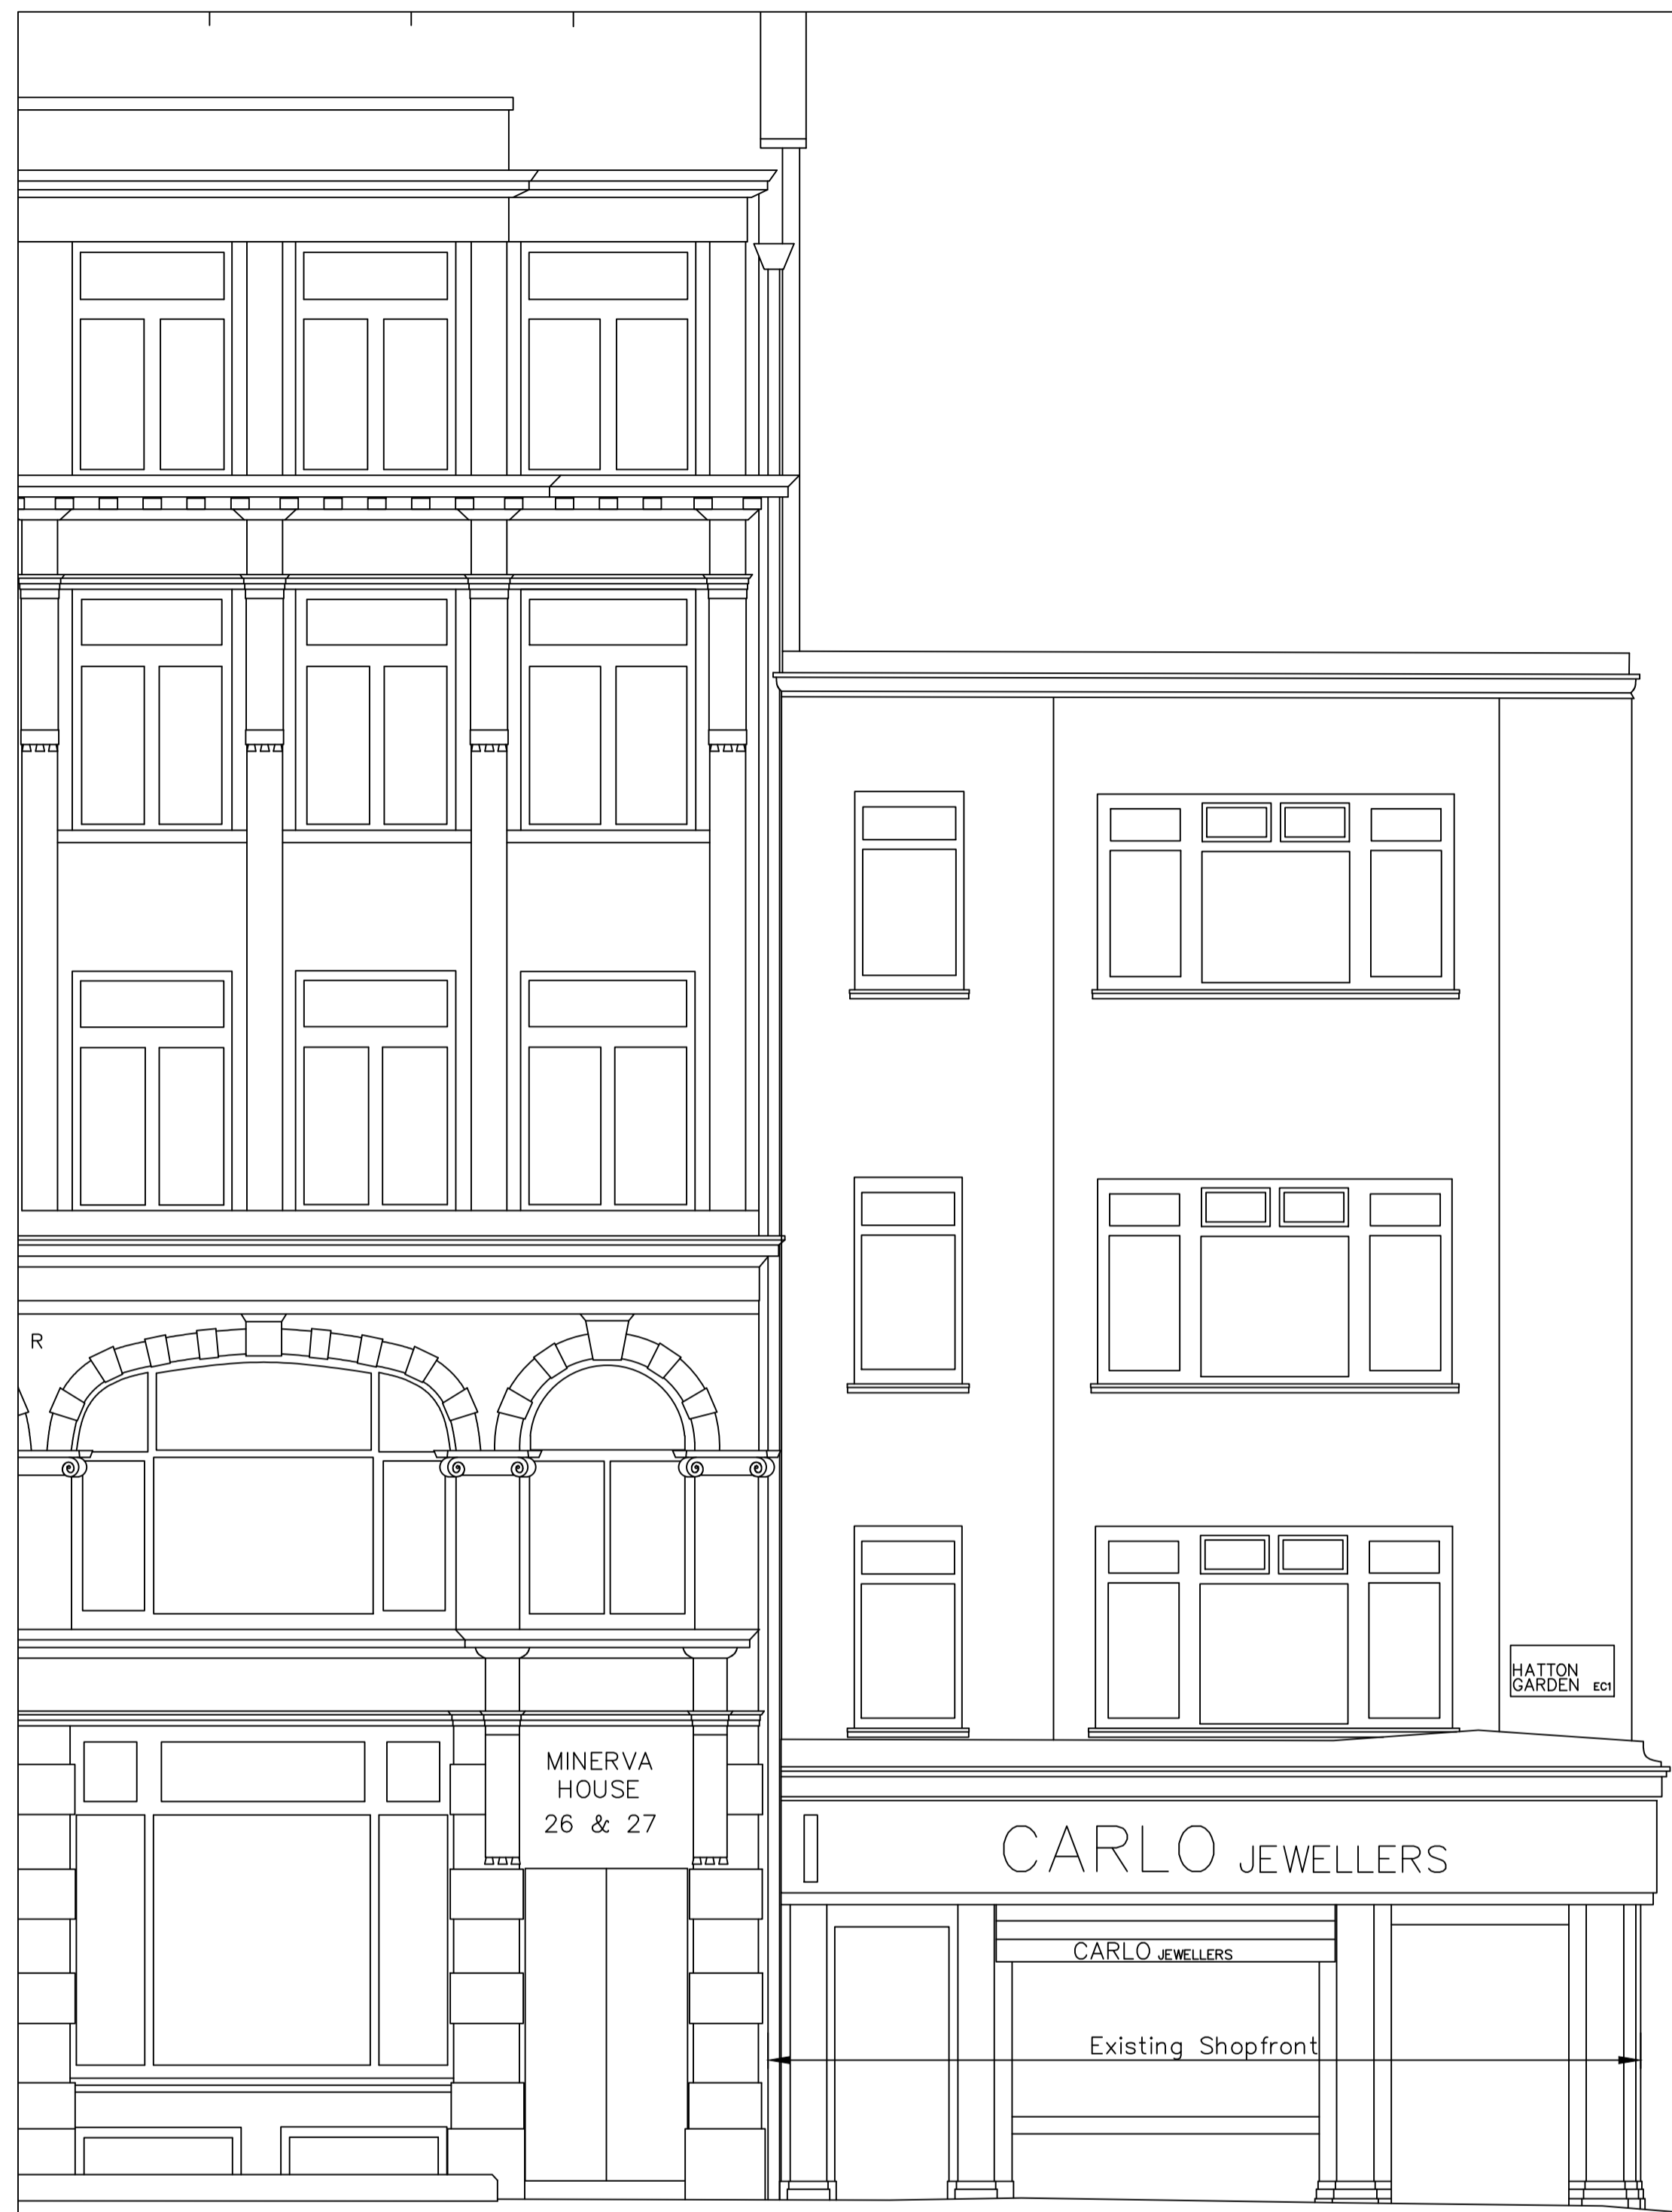 R
HATTON
GARDEN EC1
MINERVA
HOUSE
26 & 27
CARLO JEWELLERS
CARLO JEWELLERS
Existing Shopfront